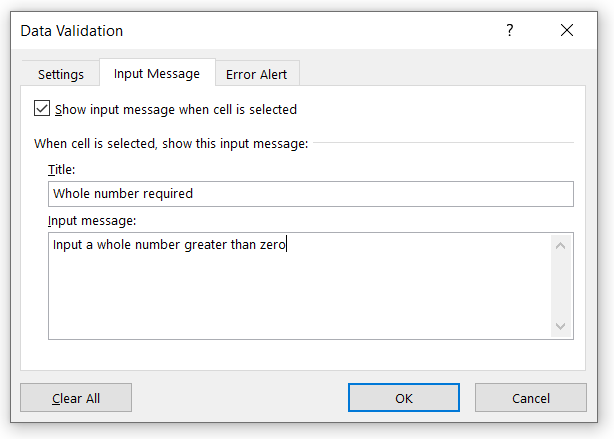 Data Validation
?
Settings
Input Message
Error Alert
Show input message when cell is selected
When cell is selected, show this input message:
Title:
Whole number required
Input message:
Input a whole number greater than zero
Clear All
OK
Cancel